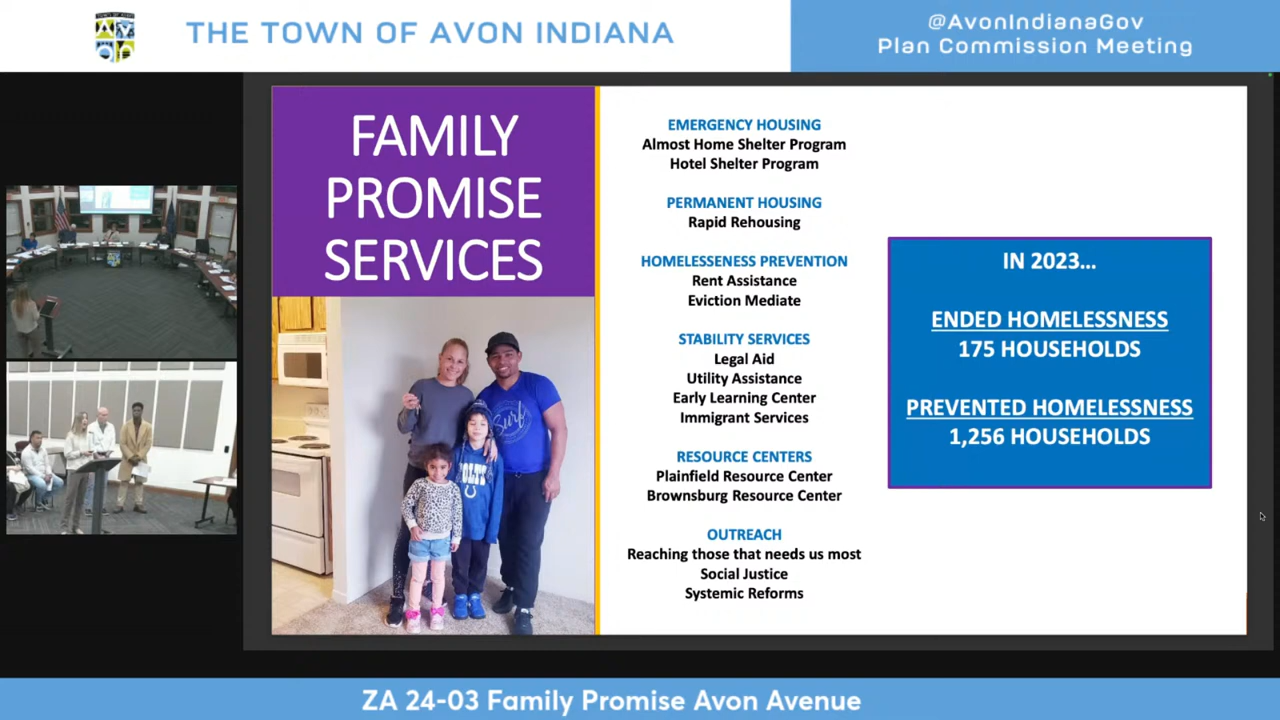 THE TOWN OF AVON INDIANA
@AvonIndianaGov
Plan Commission Meeting
FAMILY
PROMISE
SERVICES
EMERGENCY HOUSING
Almost Home Shelter Program
Hotel Shelter Program
PERMANENT HOUSING
Rapid Rehousing
HOMELESSENESS PREVENTION
Rent Assistance
Eviction Mediate
STABILITY SERVICES
Legal Aid
Utility Assistance
Early Learning Center
Immigrant Services
RESOURCE CENTERS
Plainfield Resource Center
Brownsburg Resource Center
OUTREACH
Reaching those that needs us most
Social Justice
Systemic Reforms
IN 2023...
ENDED HOMELESSNESS
175 HOUSEHOLDS
PREVENTED HOMELESSNESS
1,256 HOUSEHOLDS
Surf
ZA 24-03 Family Promise Avon Avenue